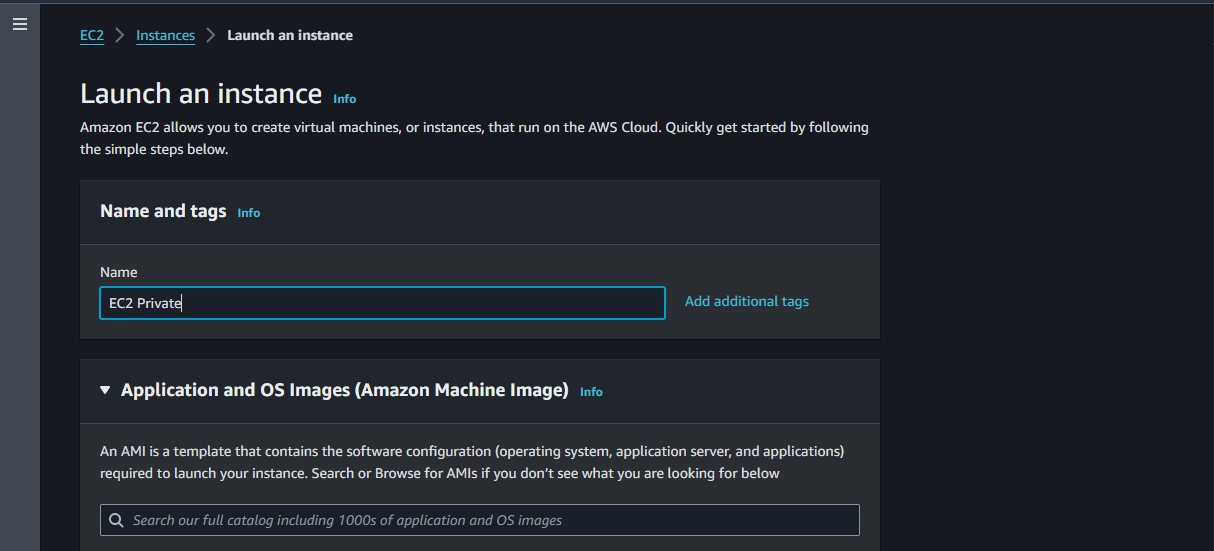 EC2 > Instances > Launch an instance
Launch an instance Info
Amazon EC2 allows you to create virtual machines, or instances, that run on the AWS Cloud. Quickly get started by following
the simple steps below.
Name and tags Info
Name
EC2 Private
Add additional tags
Application and OS Images (Amazon Machine Image) Info
An AMI is a template that contains the software configuration (operating system, application server, and applications)
required to launch your instance. Search or Browse for AMIs if you don’t see what you are looking for below
Search our full catalog including 1000s of application and OS images